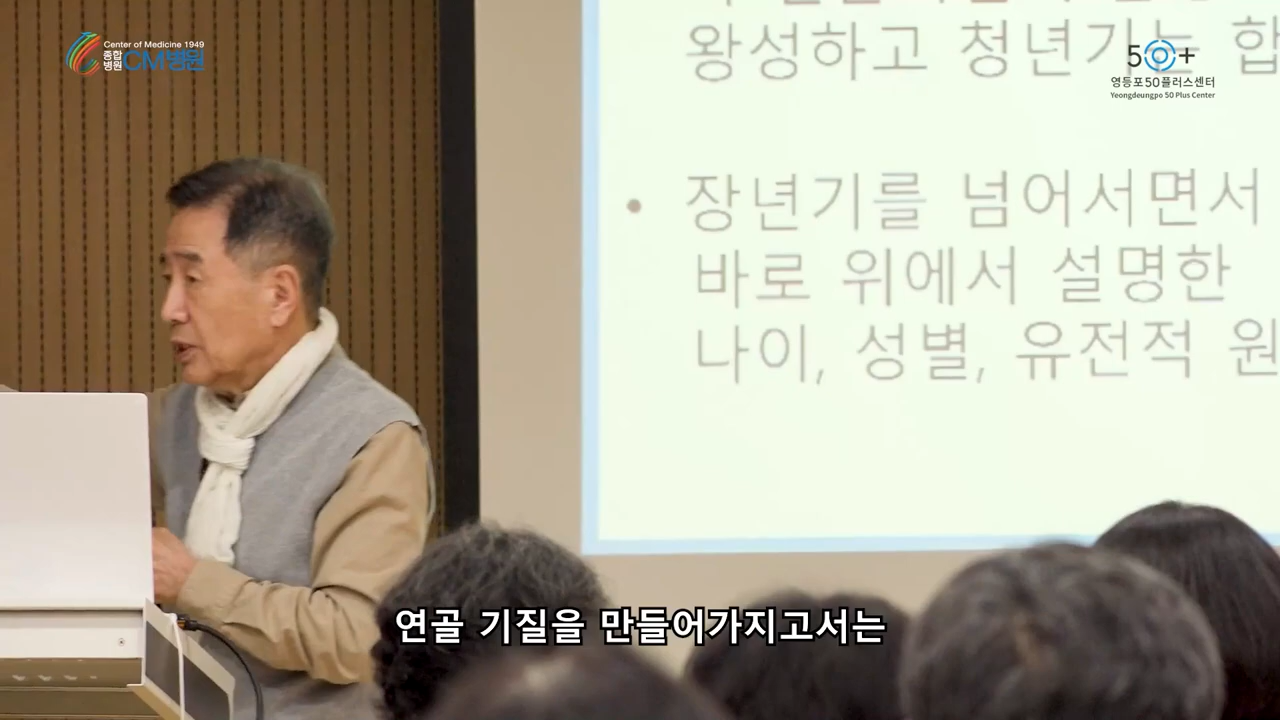 Center of Medicine 1949
종합
병원
CM병원
50+
영등포50플러스센터
Yeongdeungpo 50 Plus Center
왕성하고 청년기는 합
• 장년기를 넘어서면서
바로 위에서 설명한
나이, 성별, 유전적 원
연골 기질을 만들어가지고서는